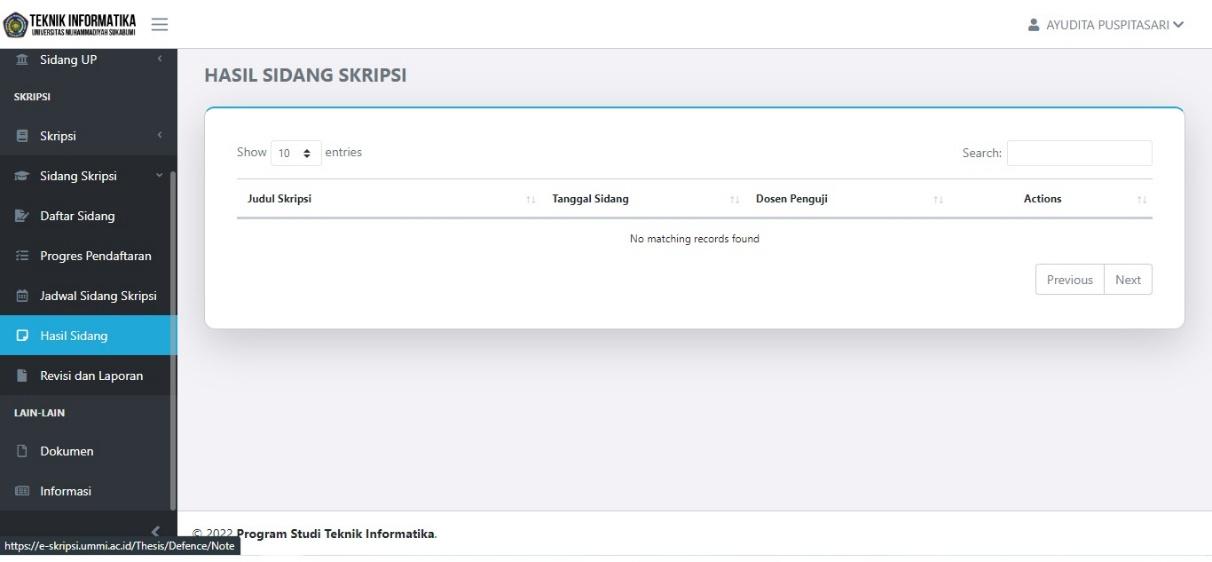 TEKNIK INFORMATIKA
UNIVERSITAS MUHAMMADIYAH SUKABUMI
AYUDITA PUSPITASARI
Sidang UP
SKRIPSI
Skripsi
Sidang Skripsi
Daftar Sidang
Progres Pendaftaran
Jadwal Sidang Skripsi
Hasil Sidang
Revisi dan Laporan
LAIN-LAIN
Dokumen
Informasi
HASIL SIDANG SKRIPSI
Show 10 entries
Search:
Judul Skripsi Tanggal Sidang Dosen Penguji Actions
No matching records found
Previous Next
© 2022 Program Studi Teknik Informatika.
https://e-skripsi.ummi.ac.id/Thesis/Defence/Note